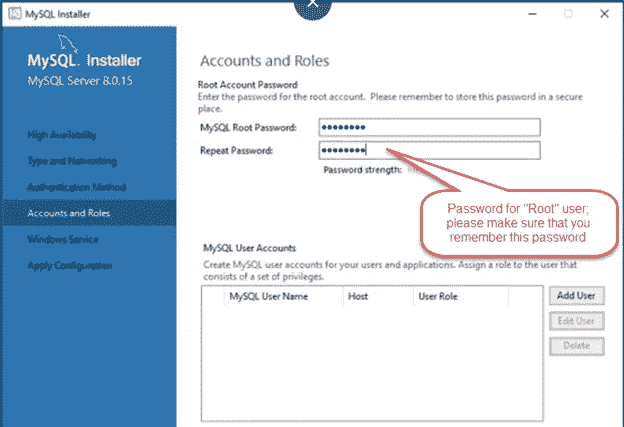 MySQL Installer
MySQL. Installer
MySQL Server 8.0.15
High Availability
Type and Networking
Authentication Method
Accounts and Roles
Windows Service
Apply Configuration
Accounts and Roles
Root Account Password
Enter the password for the root account. Please remember to store this password in a secure
place.
MySQL Root Password:
Repeat Password:
Password strength:
Password for "Root" user;
please make sure that you
remember this password
MySQL User Accounts
Create MySQL user accounts for your users and applications. Assign a role to the user that
consists of a set of privileges.
MySQL User Name Host User Role
Add User
Edit User
Delete